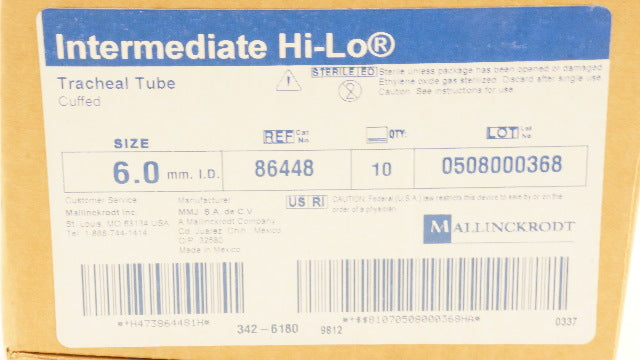 Intermediate Hi-Lo®
Tracheal Tube
Cuffed
STERILE EO
Sterile unless package has been opened or damaged.
Ethylene oxide gas sterilized. Discard after single use.
Caution: See instructions for use.
SIZE
REF Cat. No.
QTY.
LOT Lot No.
6.0 mm. I.D.
86448
10
0508000368
Customer Service
Mallinckrodt Inc.
St. Louis, MO 63134 USA
Tel. 1-888-744-1414
Manufacturer
MMJ S.A. de C.V.
A Mallinckrodt Company
Cd. Juarez, Chih., Mexico
C.P. 32580
Made in Mexico
US RI
CAUTION: Federal (U.S.A.) law restricts this device to sale by or on the
order of a physician.
M MALLINCKRODT
*+H473864481H*
342-6180
9812
*+$$81070508000368HA*
0337